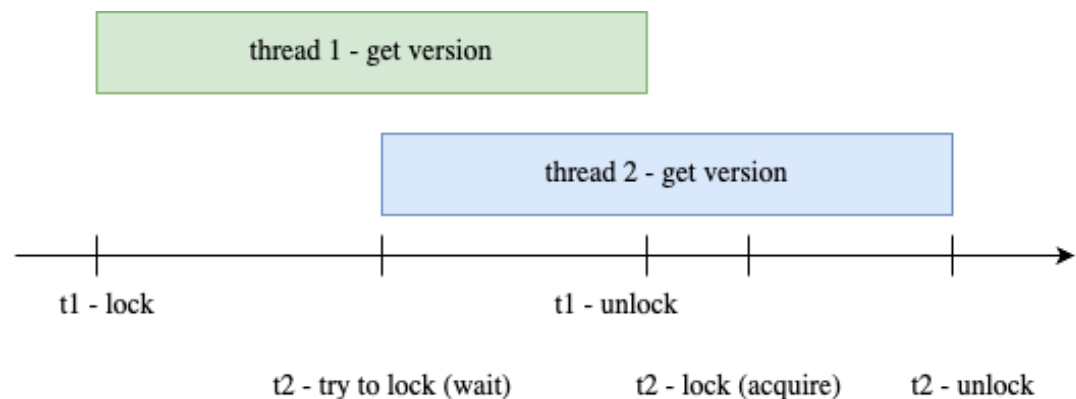 thread 1 - get version
thread 2 - get version
t1 - lock
t1 - unlock
t2 - try to lock (wait)
t2 - lock (acquire)
t2 - unlock